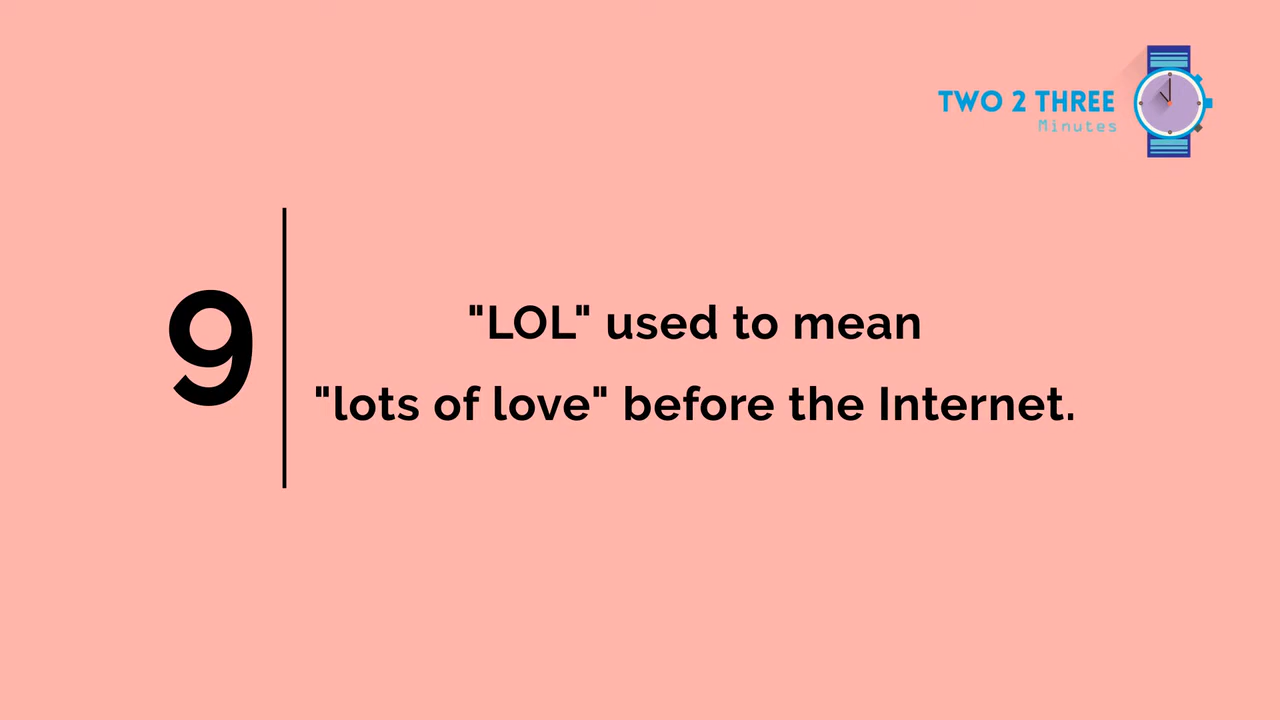 TWO 2 THREE
Minutes
9
"LOL" used to mean
"lots of love" before the Internet.